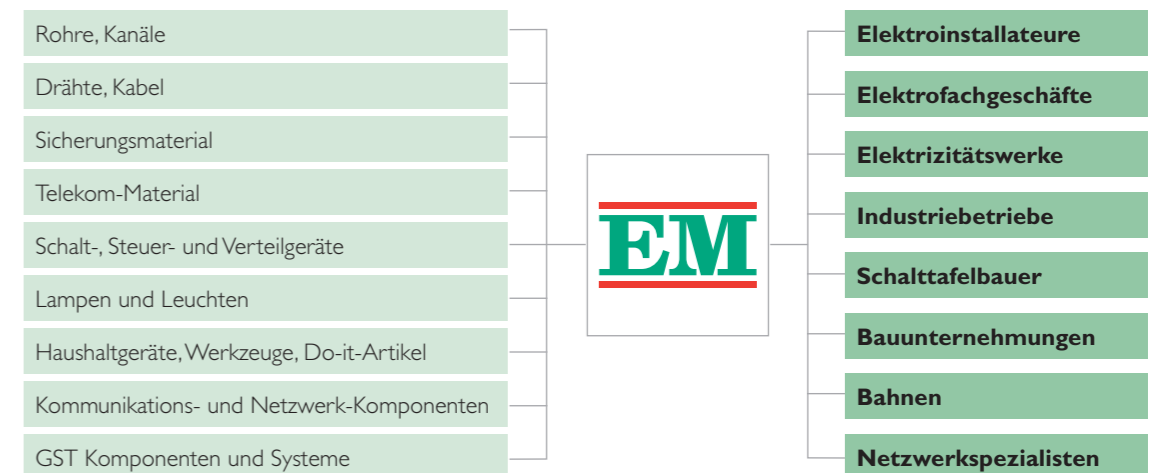 Rohre, Kanäle
Drähte, Kabel
Sicherungsmaterial
Telekom-Material
Schalt-, Steuer- und Verteilgeräte
Lampen und Leuchten
Haushaltgeräte, Werkzeuge, Do-it-Artikel
Kommunikations- und Netzwerk-Komponenten
GST Komponenten und Systeme
EM
Elektroinstallateure
Elektrofachgeschäfte
Elektrizitätswerke
Industriebetriebe
Schalttafelbauer
Bauunternehmungen
Bahnen
Netzwerkspezialisten